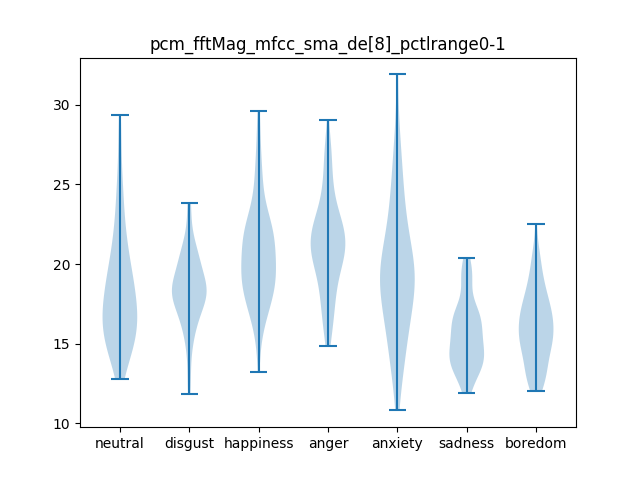 pcm_fftMag_mfcc_sma_de[8]_pctlrange0-1
30
25
20
15
10
neutral disgust happiness anger anxiety sadness boredom